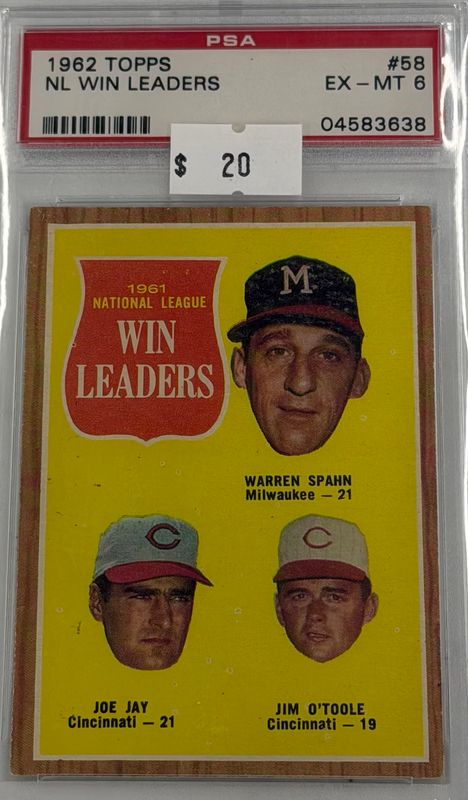 PSA
1962 TOPPS #58
NL WIN LEADERS EX - MT 6
04583638
$ 20
1961
NATIONAL LEAGUE
WIN
LEADERS
M
WARREN SPAHN
Milwaukee — 21
C
C
JOE JAY
Cincinnati — 21
JIM O'TOOLE
Cincinnati — 19